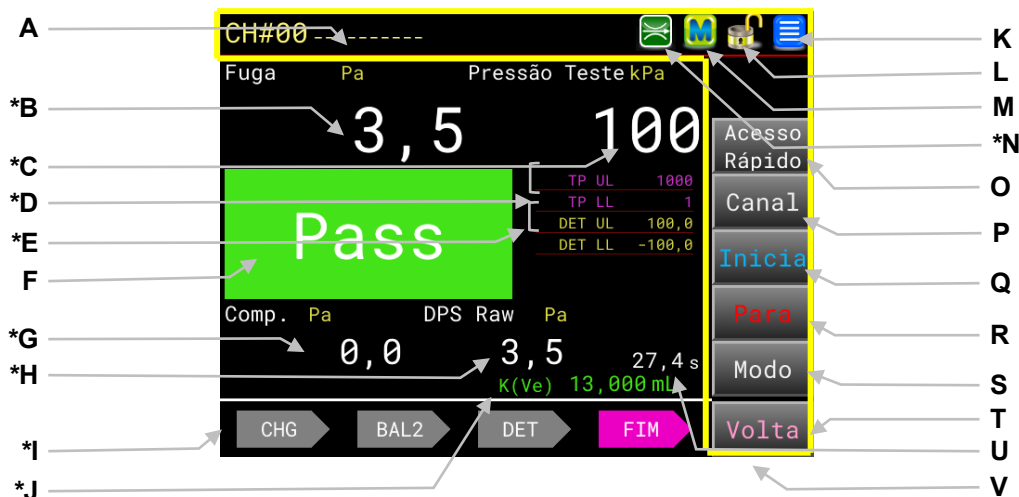 A
CH#00 ----------
M
K
L
M
*N
O
P
Q
R
S
T
U
V
*B
*C
*D
*E
F
*G
*H
*I
*J
Fuga Pa Pressão Teste kPa
3,5 100
TP UL 1000
TP LL 1
DET UL 100,0
DET LL -100,0
Pass
Comp. Pa DPS Raw Pa
0,0 3,5 27,4 s
K(Ve) 13,000 mL
CHG BAL2 DET FIM
Acesso
Rápido
Canal
Inicia
Para
Modo
Volta